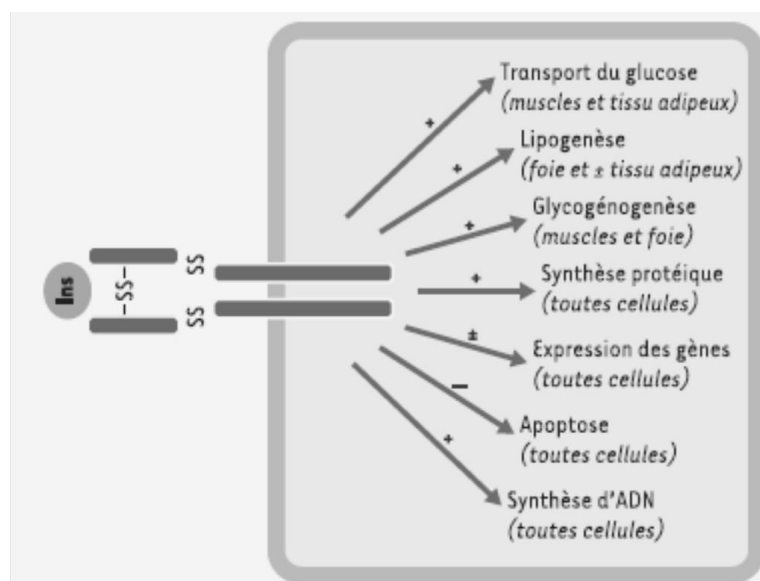 Transport du glucose
(muscles et tissu adipeux)
+
Lipogenèse
(foie et ± tissu adipeux)
+
Glycogénogenèse
(muscles et foie)
+
Ins
-SS-
SS
SS
Synthèse protéique
(toutes cellules)
+
Expression des gènes
(toutes cellules)
±
Apoptose
(toutes cellules)
–
Synthèse d'ADN
(toutes cellules)
+